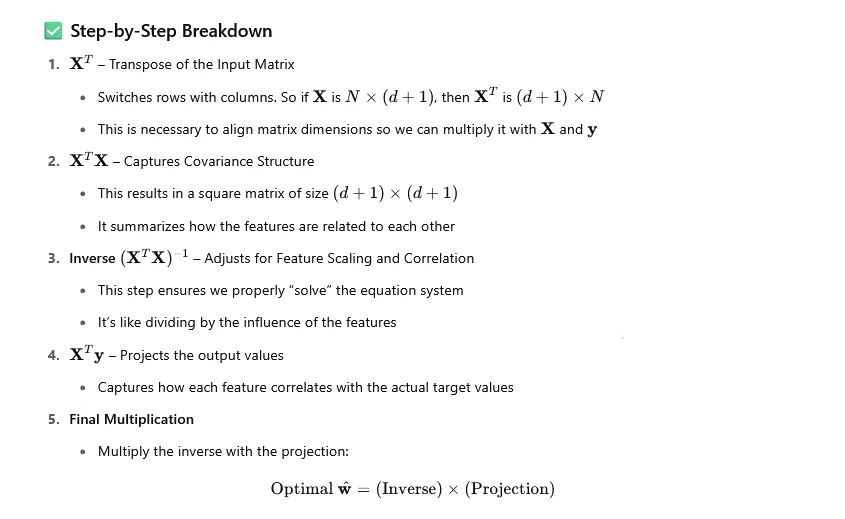 ✅ Step-by-Step Breakdown
1. Xᵀ – Transpose of the Input Matrix
• Switches rows with columns. So if X is N × (d + 1), then Xᵀ is (d + 1) × N
• This is necessary to align matrix dimensions so we can multiply it with X and y
2. XᵀX – Captures Covariance Structure
• This results in a square matrix of size (d + 1) × (d + 1)
• It summarizes how the features are related to each other
3. Inverse (XᵀX)⁻¹ – Adjusts for Feature Scaling and Correlation
• This step ensures we properly “solve” the equation system
• It’s like dividing by the influence of the features
4. Xᵀy – Projects the output values
• Captures how each feature correlates with the actual target values
5. Final Multiplication
• Multiply the inverse with the projection:
Optimal ŵ = (Inverse) × (Projection)